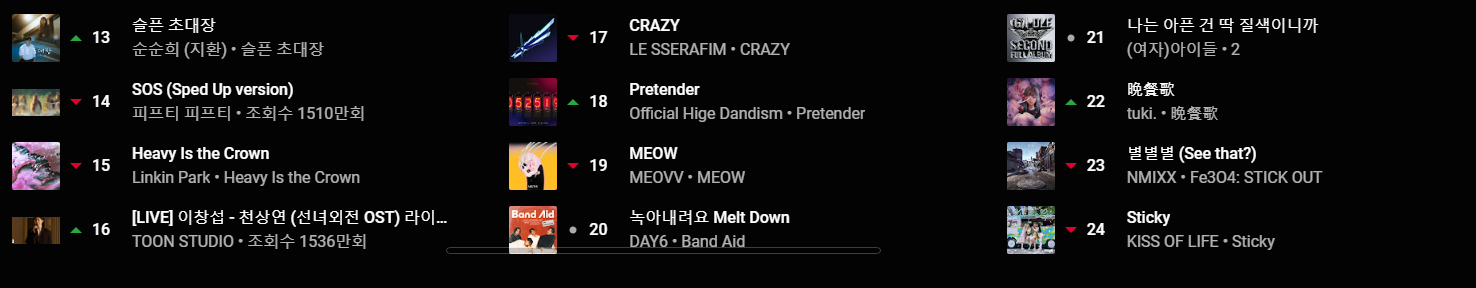 13
슬픈 초대장
순순희 (지환) • 슬픈 초대장
14
SOS (Sped Up version)
피프티 피프티 • 조회수 1510만회
15
Heavy Is the Crown
Linkin Park • Heavy Is the Crown
16
[LIVE] 이창섭 - 천상연 (선녀외전 OST) 라이...
TOON STUDIO • 조회수 1536만회
17
CRAZY
LE SSERAFIM • CRAZY
18
Pretender
Official Hige Dandism • Pretender
19
MEOW
MEOVV • MEOW
Band Aid
20
녹아내려요 Melt Down
DAY6 • Band Aid
SECOND
FULL ALBUM
21
나는 아픈 건 딱 질색이니까
(여자)아이들 • 2
22
晩餐歌
tuki. • 晩餐歌
23
별별별 (See that?)
NMIXX • Fe3O4: STICK OUT
24
Sticky
KISS OF LIFE • Sticky